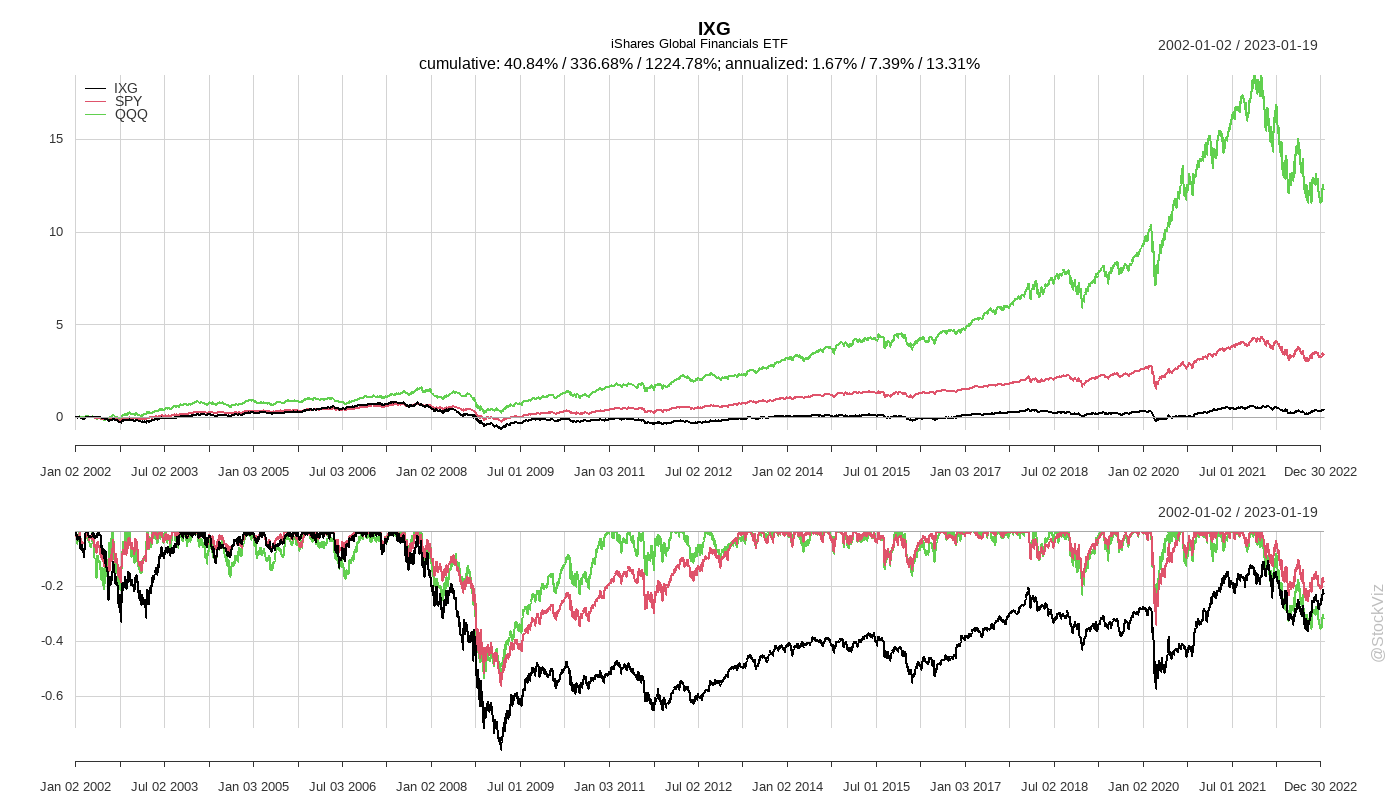 IXG
iShares Global Financials ETF
2002-01-02 / 2023-01-19
cumulative: 40.84% / 336.68% / 1224.78%; annualized: 1.67% / 7.39% / 13.31%
IXG
SPY
QQQ
15
10
5
0
Jan 02 2002 Jul 02 2003 Jan 03 2005 Jul 03 2006 Jan 02 2008 Jul 01 2009 Jan 03 2011 Jul 02 2012 Jan 02 2014 Jul 01 2015 Jan 03 2017 Jul 02 2018 Jan 02 2020 Jul 01 2021 Dec 30 2022
2002-01-02 / 2023-01-19
-0.2
-0.4
-0.6
Jan 02 2002 Jul 02 2003 Jan 03 2005 Jul 03 2006 Jan 02 2008 Jul 01 2009 Jan 03 2011 Jul 02 2012 Jan 02 2014 Jul 01 2015 Jan 03 2017 Jul 02 2018 Jan 02 2020 Jul 01 2021 Dec 30 2022
@StockViz